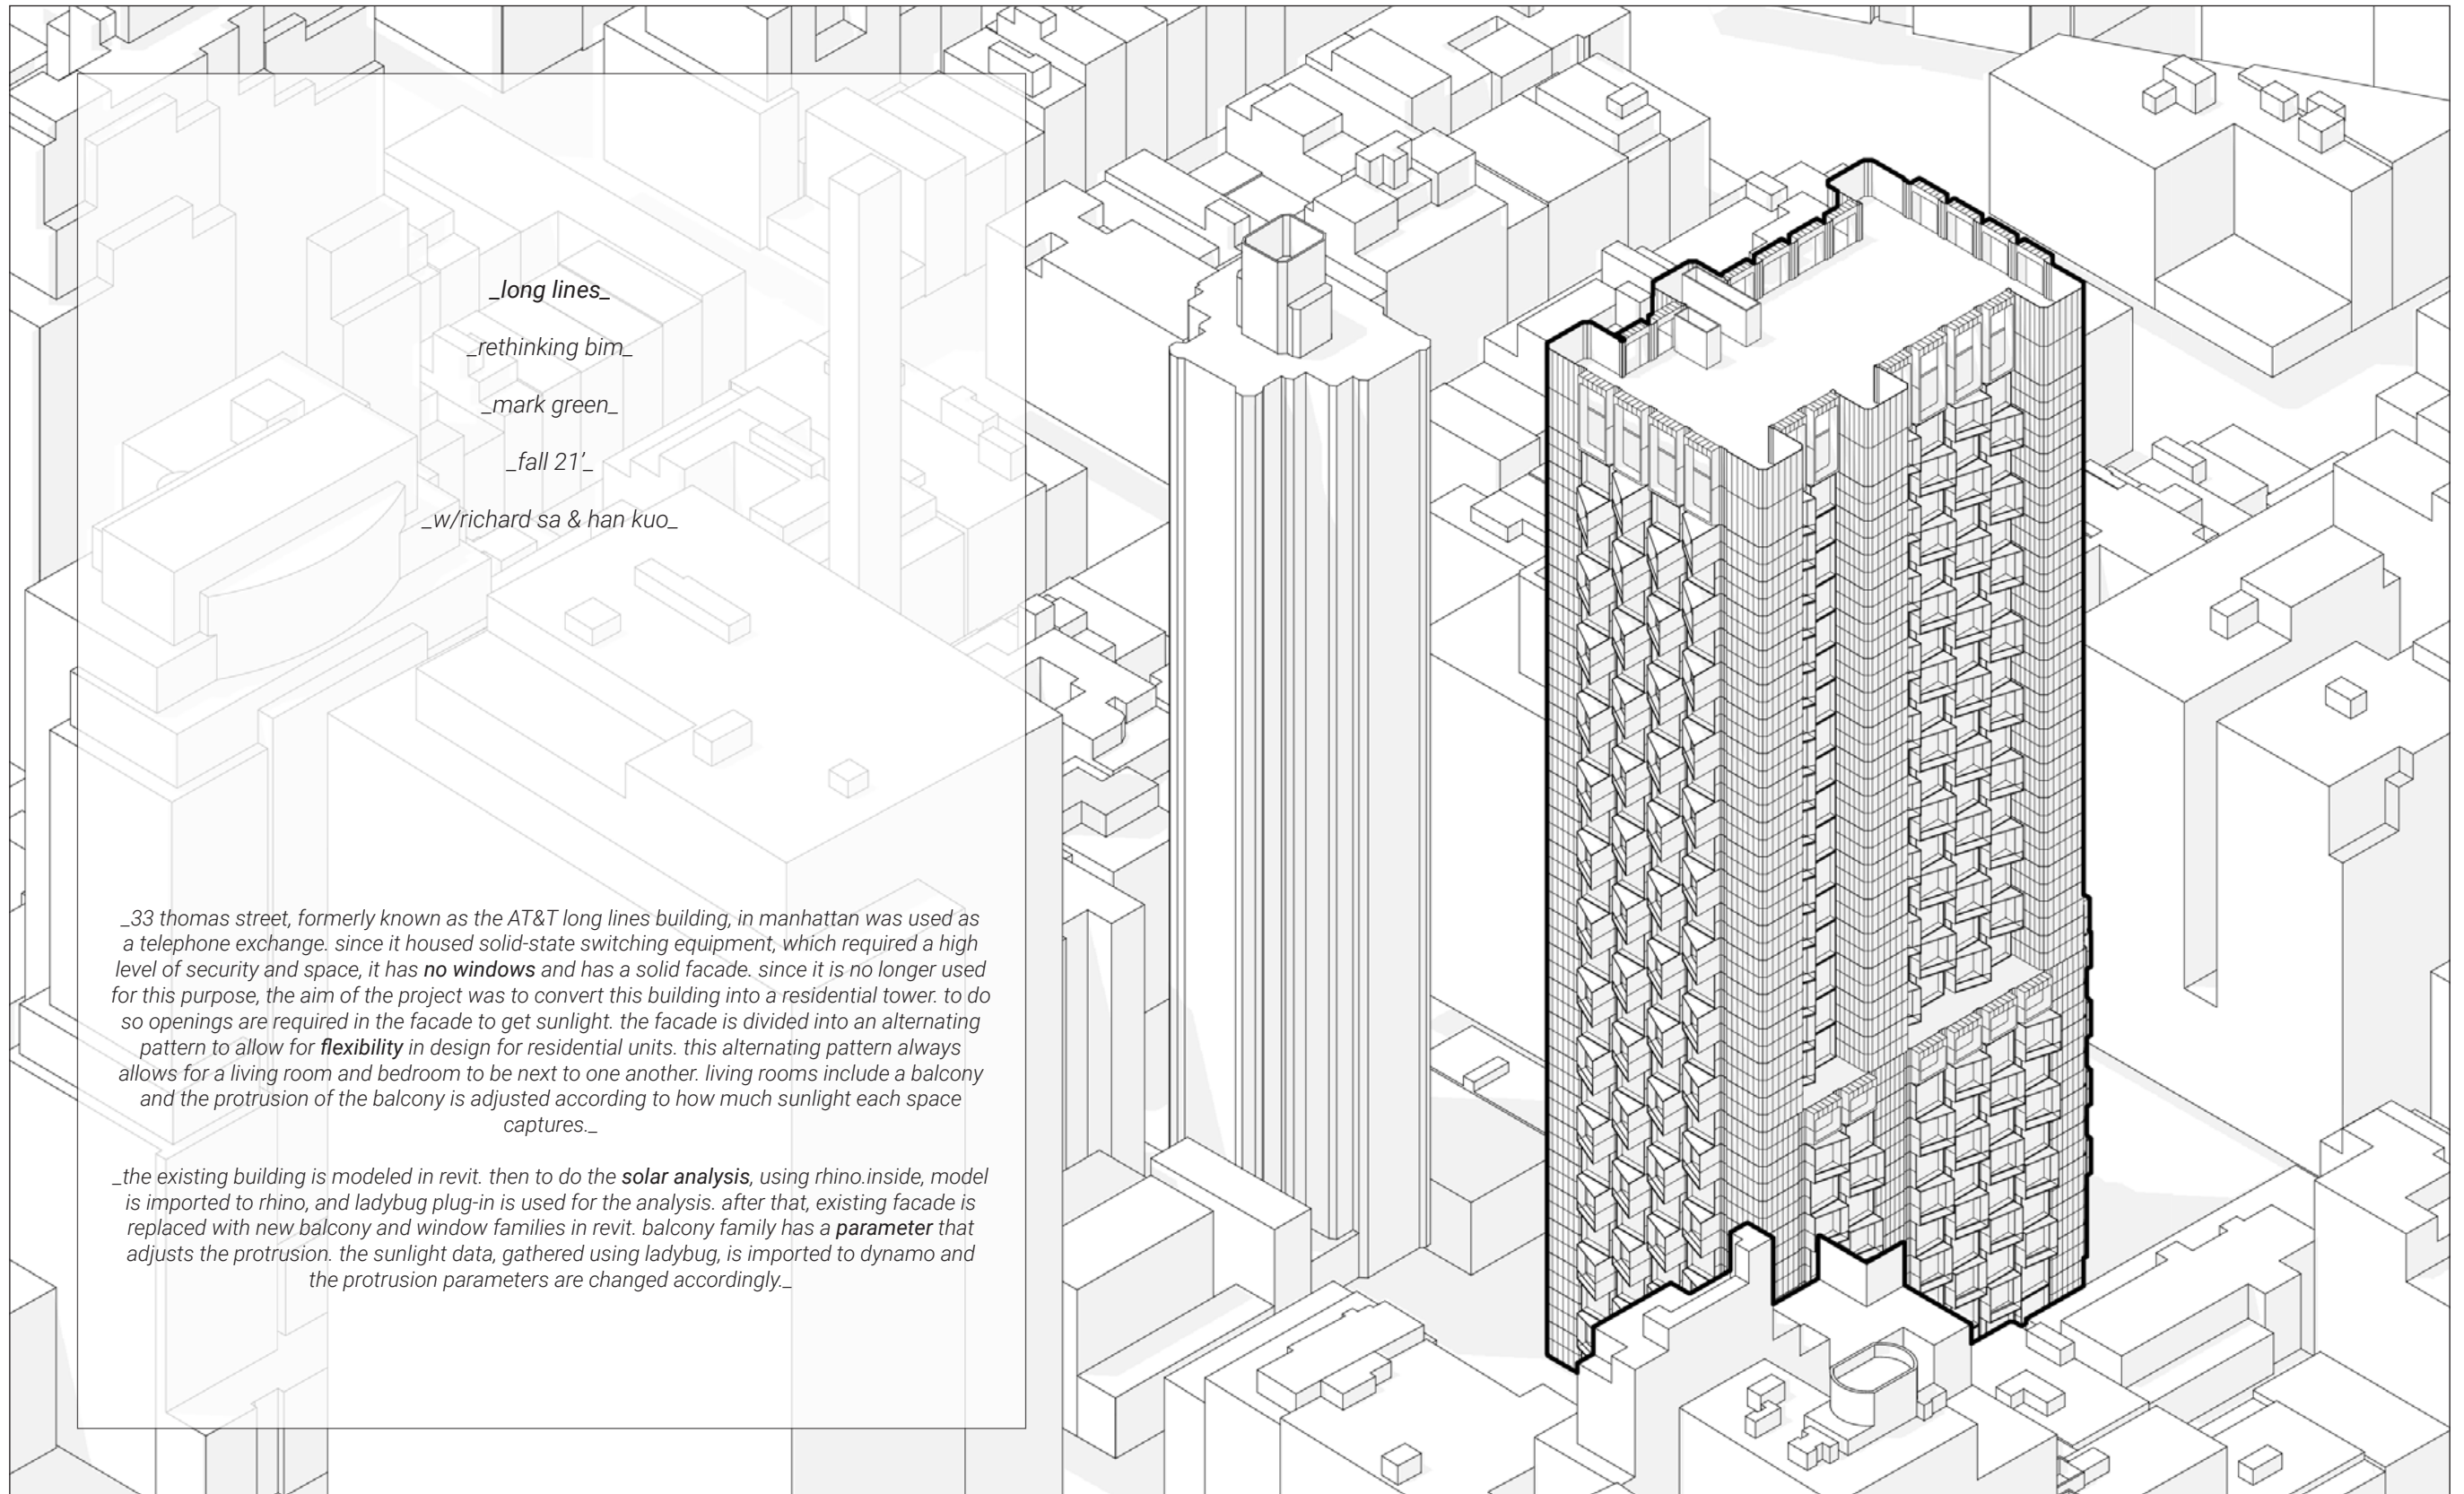 _long lines_
_rethinking bim_
_mark green_
_fall 21'_
_w/richard sa & han kuo_
_33 thomas street, formerly known as the AT&T long lines building, in manhattan was used as
a telephone exchange. since it housed solid-state switching equipment, which required a high
level of security and space, it has no windows and has a solid facade. since it is no longer used
for this purpose, the aim of the project was to convert this building into a residential tower. to do
so openings are required in the facade to get sunlight. the facade is divided into an alternating
pattern to allow for flexibility in design for residential units. this alternating pattern always
allows for a living room and bedroom to be next to one another. living rooms include a balcony
and the protrusion of the balcony is adjusted according to how much sunlight each space
captures._
_the existing building is modeled in revit. then to do the solar analysis, using rhino.inside, model
is imported to rhino, and ladybug plug-in is used for the analysis. after that, existing facade is
replaced with new balcony and window families in revit. balcony family has a parameter that
adjusts the protrusion. the sunlight data, gathered using ladybug, is imported to dynamo and
the protrusion parameters are changed accordingly._